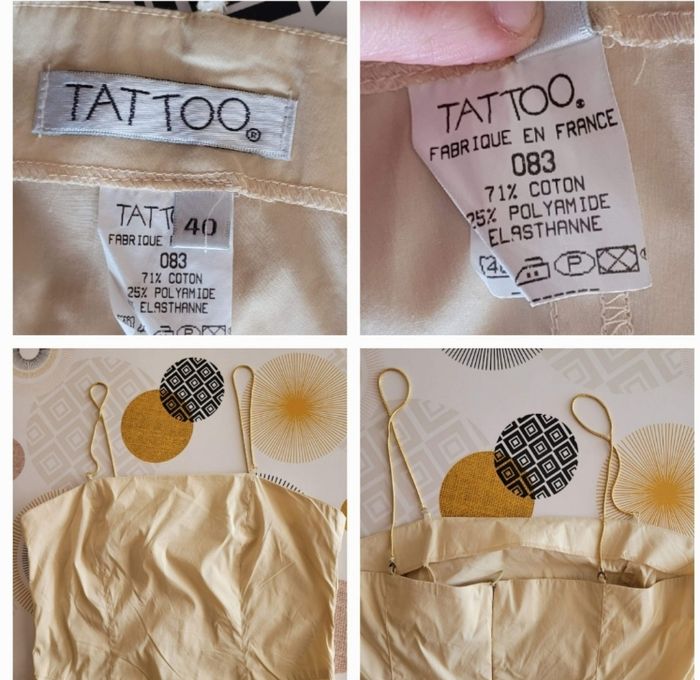 TATTOO®
TATT
40
FABRIQUE
083
71% COTON
25% POLYAMIDE
ELASTHANNE
TATTOO®
FABRIQUE EN FRANCE
083
71% COTON
25% POLYAMIDE
ELASTHANNE
P